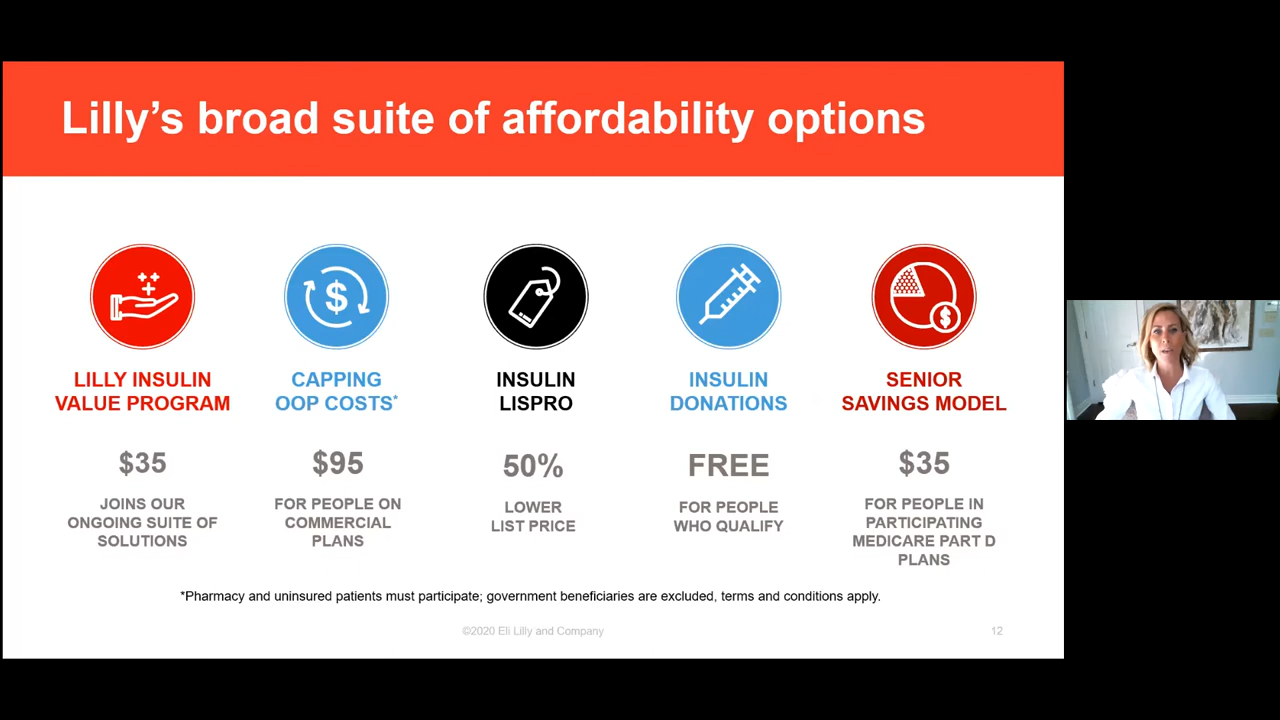 Lilly’s broad suite of affordability options
LILLY INSULIN
VALUE PROGRAM
$35
JOINS OUR
ONGOING SUITE OF
SOLUTIONS
CAPPING
OOP COSTS*
$95
FOR PEOPLE ON
COMMERCIAL
PLANS
INSULIN
LISPRO
50%
LOWER
LIST PRICE
INSULIN
DONATIONS
FREE
FOR PEOPLE
WHO QUALIFY
SENIOR
SAVINGS MODEL
$35
FOR PEOPLE IN
PARTICIPATING
MEDICARE PART D
PLANS
*Pharmacy and uninsured patients must participate; government beneficiaries are excluded, terms and conditions apply.
©2020 Eli Lilly and Company
12